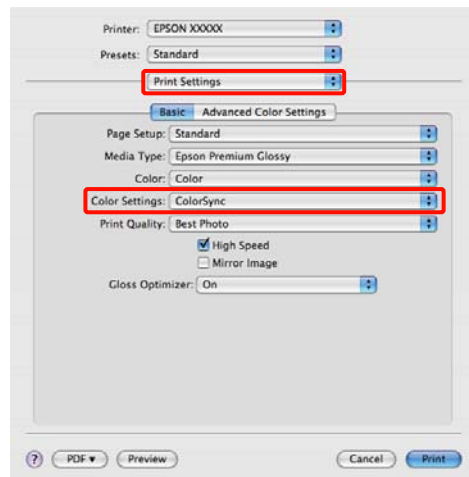 Printer: EPSON XXXXX
Presets: Standard
Print Settings
Basic Advanced Color Settings
Page Setup: Standard
Media Type: Epson Premium Glossy
Color: Color
Color Settings: ColorSync
Print Quality: Best Photo
High Speed
Mirror Image
Gloss Optimizer: On
? PDF ▾ Preview Cancel Print